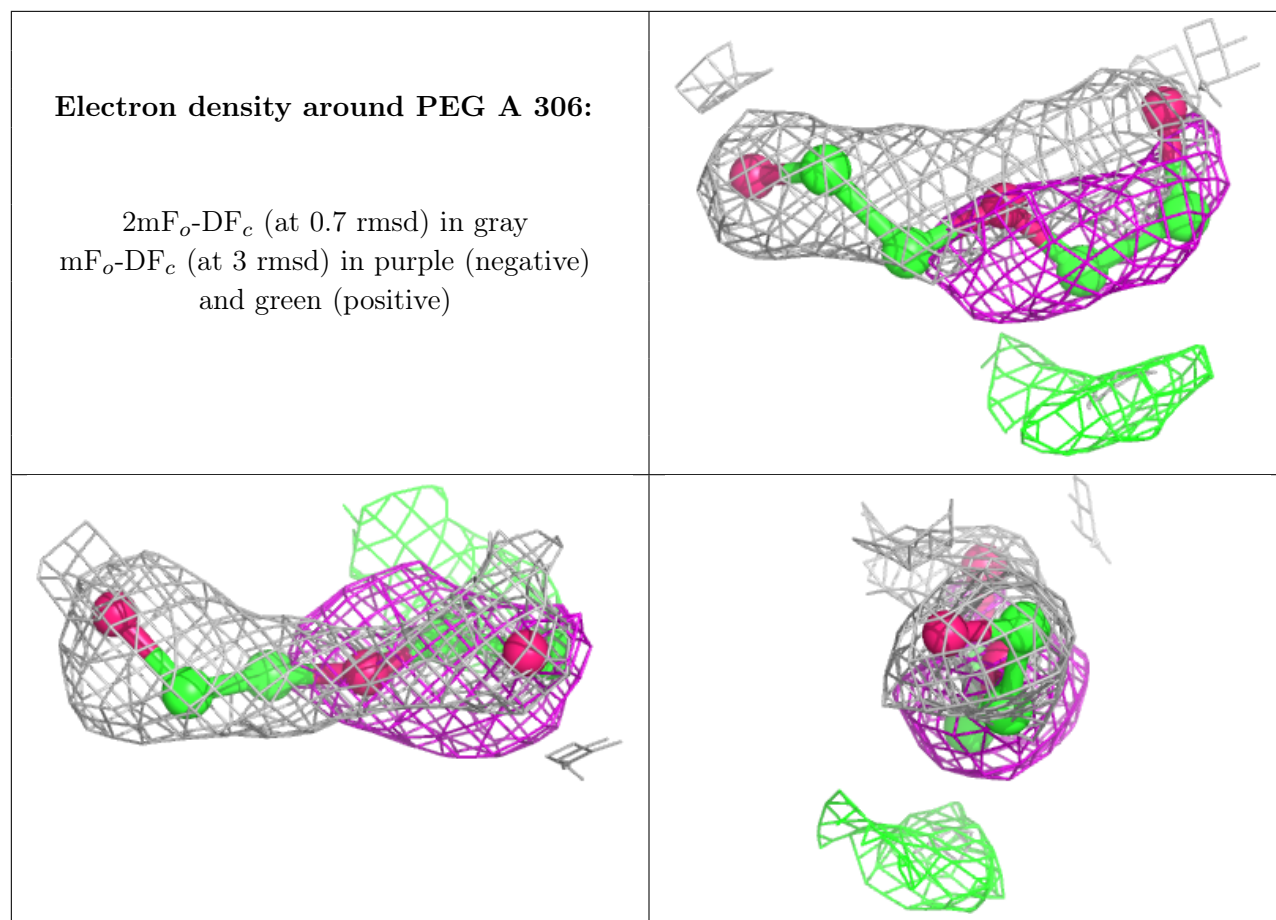 Electron density around PEG A 306:
2mFo-DFc (at 0.7 rmsd) in gray
mFo-DFc (at 3 rmsd) in purple (negative)
and green (positive)